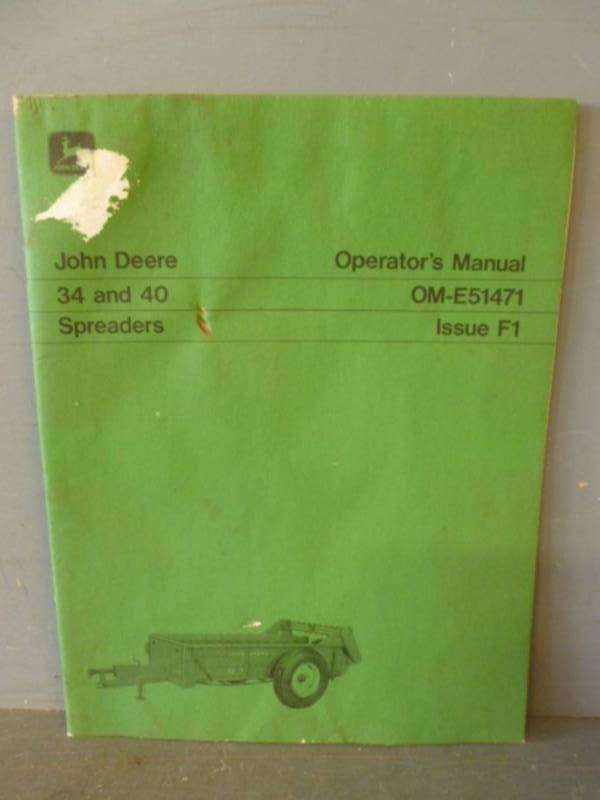 John Deere Operator's Manual
34 and 40 OM-E51471
Spreaders Issue F1